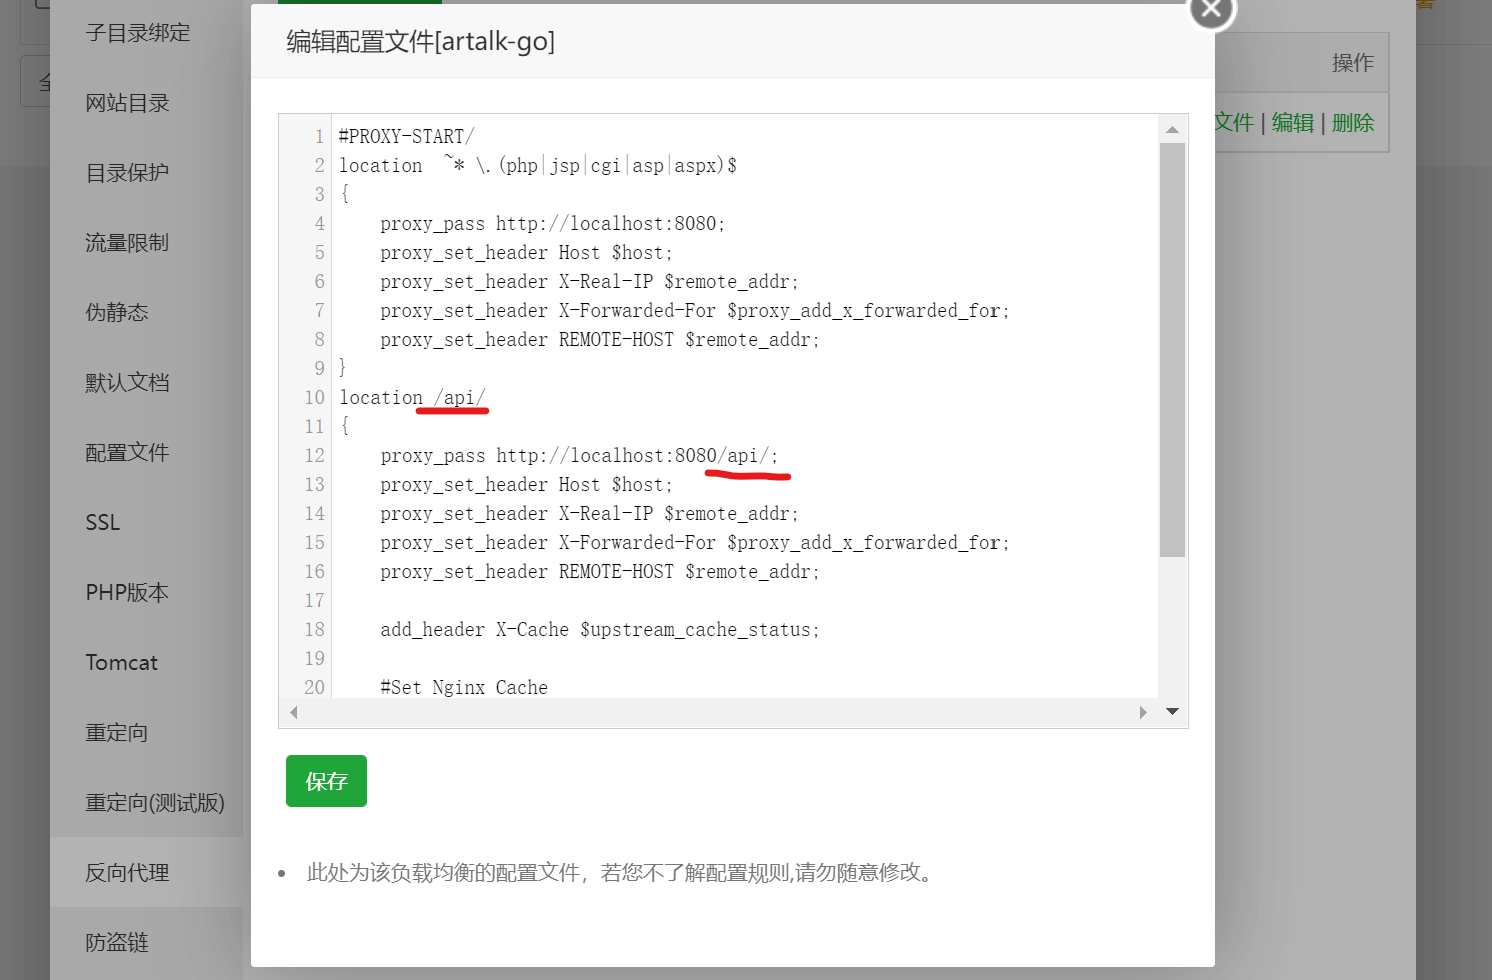 子目录绑定
网站目录
目录保护
流量限制
伪静态
默认文档
配置文件
SSL
PHP版本
Tomcat
重定向
重定向(测试版)
反向代理
防盗链
编辑配置文件[artalk-go]
操作
文件 | 编辑 | 删除
1 #PROXY-START/
2 location  ~* \.(php|jsp|cgi|asp|aspx)$
3 {
4     proxy_pass http://localhost:8080;
5     proxy_set_header Host $host;
6     proxy_set_header X-Real-IP $remote_addr;
7     proxy_set_header X-Forwarded-For $proxy_add_x_forwarded_for;
8     proxy_set_header REMOTE-HOST $remote_addr;
9 }
10 location /api/
11 {
12     proxy_pass http://localhost:8080/api/;
13     proxy_set_header Host $host;
14     proxy_set_header X-Real-IP $remote_addr;
15     proxy_set_header X-Forwarded-For $proxy_add_x_forwarded_for;
16     proxy_set_header REMOTE-HOST $remote_addr;
17
18     add_header X-Cache $upstream_cache_status;
19
20     #Set Nginx Cache
保存
此处为该负载均衡的配置文件，若您不了解配置规则,请勿随意修改。